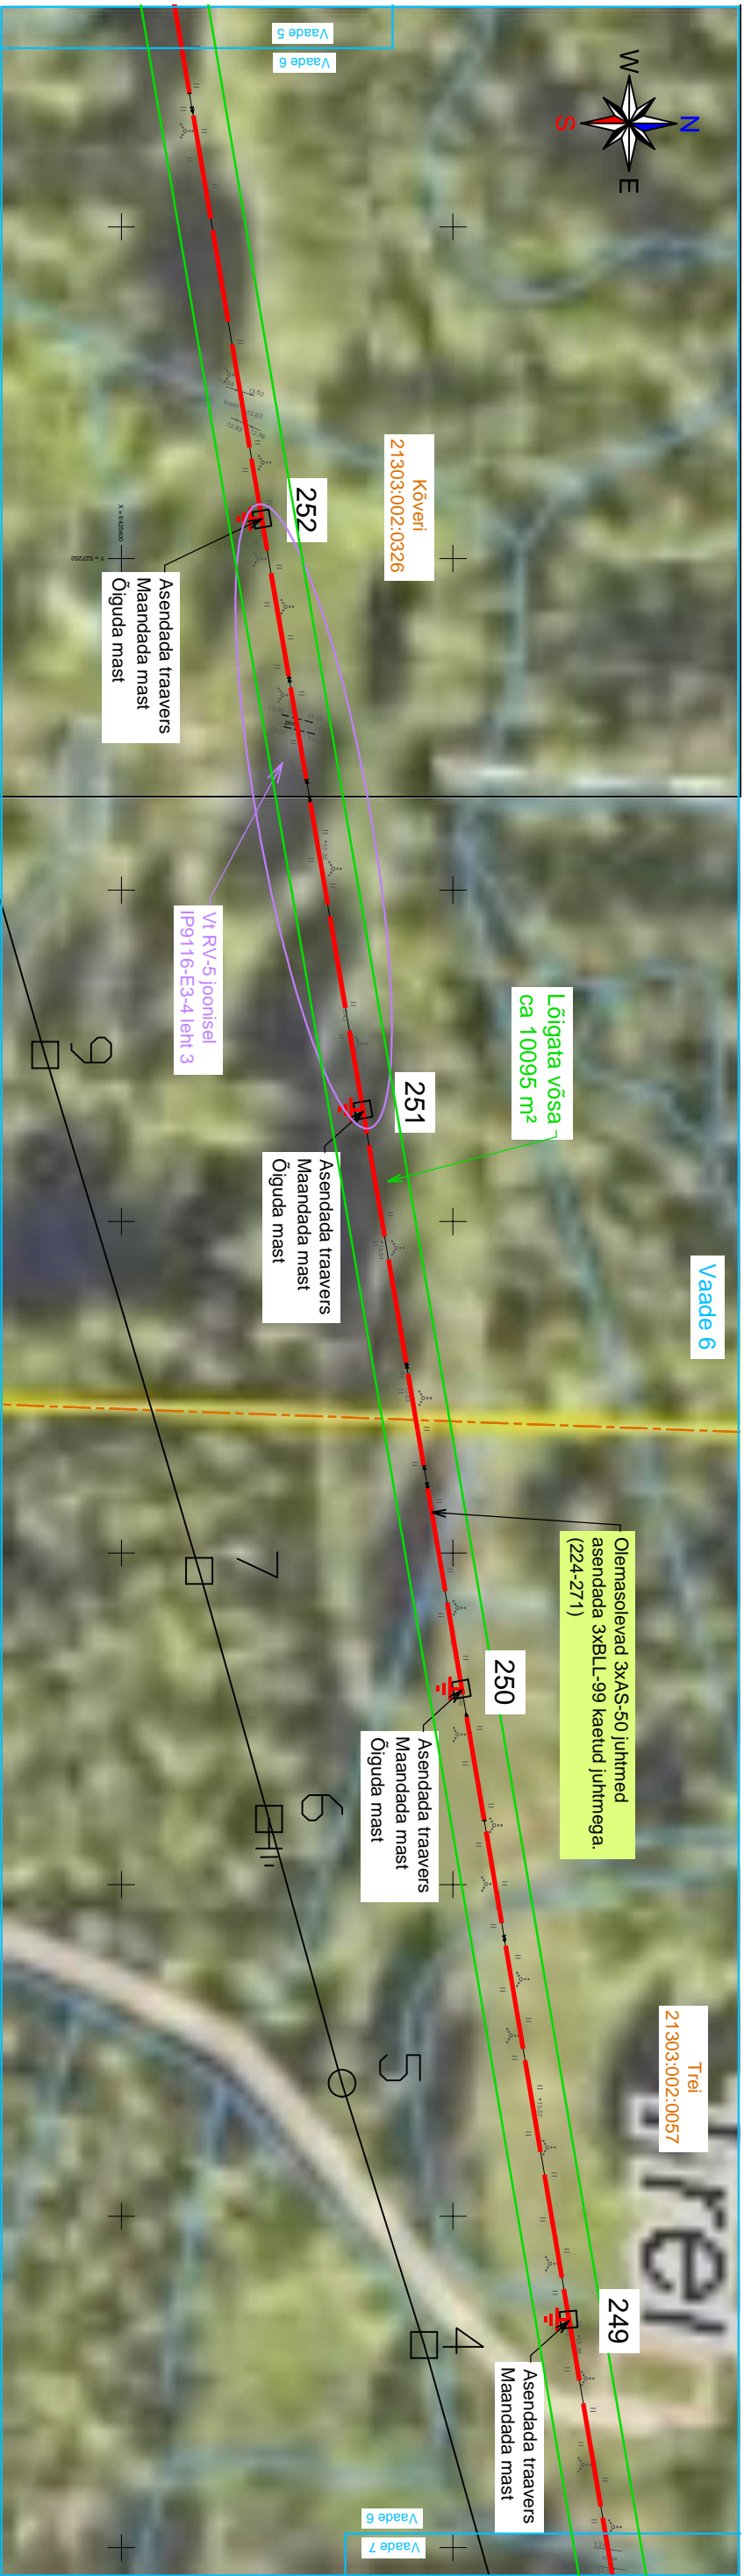 Vaade 5
Vaade 6
W
N
S
E
Kõveri
21303:002:0326
252
X = 6425400
Y = 527250
Asendada traavers
Maandada mast
Õiguda mast
Vt RV-5 joonisel
IP9116-E3-4 leht 3
Lõigata võsa
ca 10095 m²
251
Asendada traavers
Maandada mast
Õiguda mast
9
Vaade 6
Olemasolevad 3xAS-50 juhtmed
asendada 3xBLL-99 kaetud juhtmega.
(224-271)
7
250
Asendada traavers
Maandada mast
Õiguda mast
6
Trei
21303:002:0057
5
249
Asendada traavers
Maandada mast
4
Vaade 6
Vaade 7